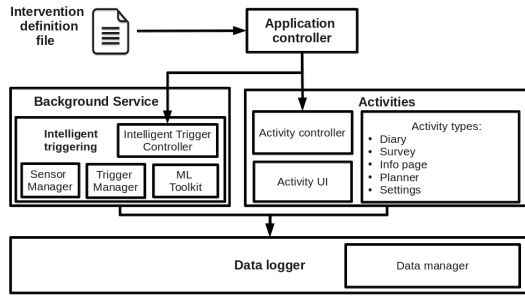 Intervention
definition
file
Application
controller
Background Service
Intelligent
triggering
Intelligent Trigger
Controller
Sensor
Manager
Trigger
Manager
ML
Toolkit
Activities
Activity controller
Activity UI
Activity types:
• Diary
• Survey
• Info page
• Planner
• Settings
Data logger
Data manager